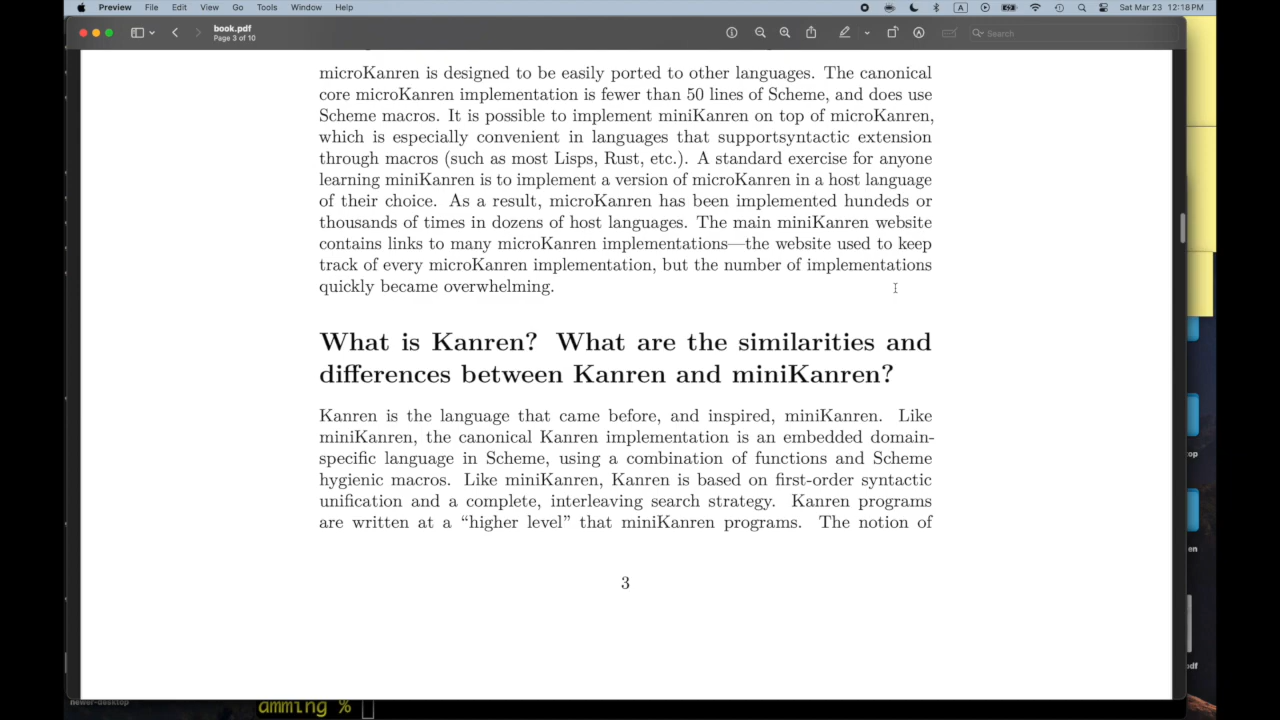 Preview File Edit View Go Tools Window Help
A
Sat Mar 23 12:18 PM
book.pdf
Page 3 of 10
Search
microKanren is designed to be easily ported to other languages. The canonical
core microKanren implementation is fewer than 50 lines of Scheme, and does use
Scheme macros. It is possible to implement miniKanren on top of microKanren,
which is especially convenient in languages that supportsyntactic extension
through macros (such as most Lisps, Rust, etc.). A standard exercise for anyone
learning miniKanren is to implement a version of microKanren in a host language
of their choice. As a result, microKanren has been implemented hundeds or
thousands of times in dozens of host languages. The main miniKanren website
contains links to many microKanren implementations—the website used to keep
track of every microKanren implementation, but the number of implementations
quickly became overwhelming.
What is Kanren? What are the similarities and
differences between Kanren and miniKanren?
Kanren is the language that came before, and inspired, miniKanren. Like
miniKanren, the canonical Kanren implementation is an embedded domain-
specific language in Scheme, using a combination of functions and Scheme
hygienic macros. Like miniKanren, Kanren is based on first-order syntactic
unification and a complete, interleaving search strategy. Kanren programs
are written at a “higher level” that miniKanren programs. The notion of
3
top
en
pdf
newer-desktop
amming %